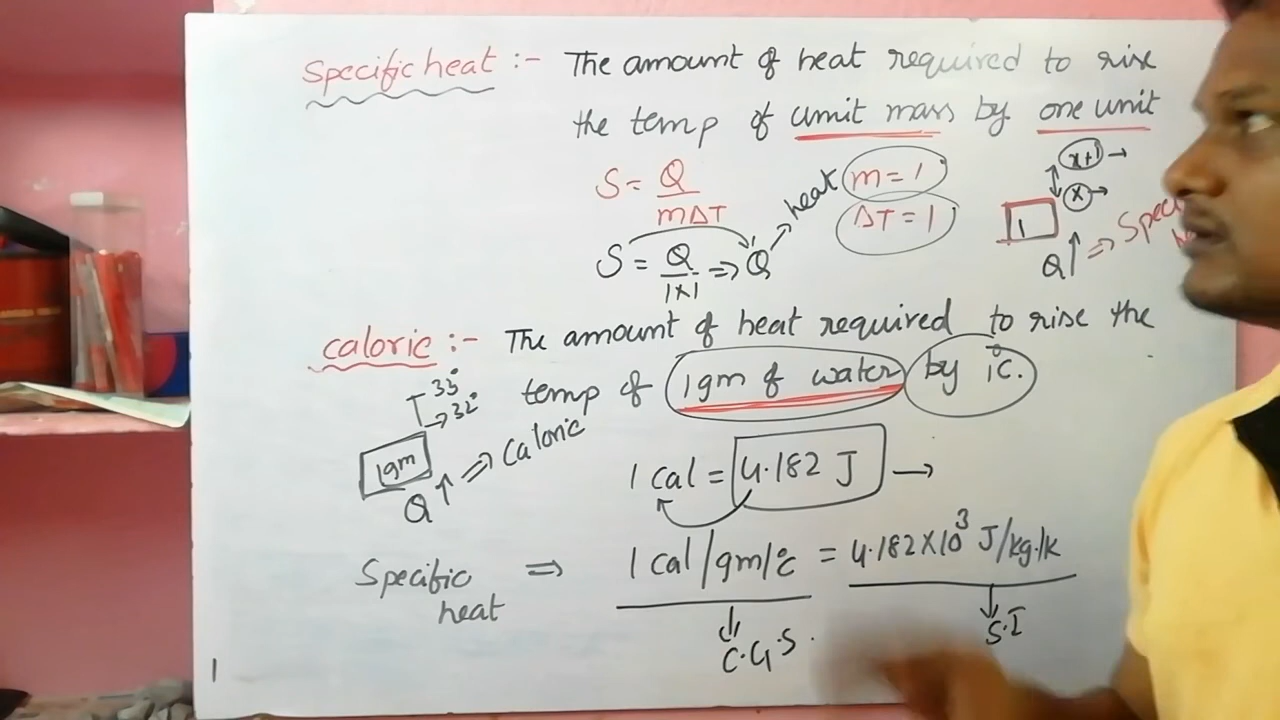 Specific heat :- The amount of heat required to rise
the temp of unit mass by one unit
S = Q/mΔT
heat
m = 1
ΔT = 1
x+1 →
x →
1
Q ↑ ⇒ Speci
S = Q/1×1 ⇒ Q
caloric :- The amount of heat required to rise the
temp of 1gm of water by 1°c.
33°
→ 32°
1gm
Q ↑ ⇒ Caloric
1 cal = 4.182 J →
Specific heat ⇒ 1 cal/gm/°c = 4.182×10³ J/kg/k
C.G.S.
S.I